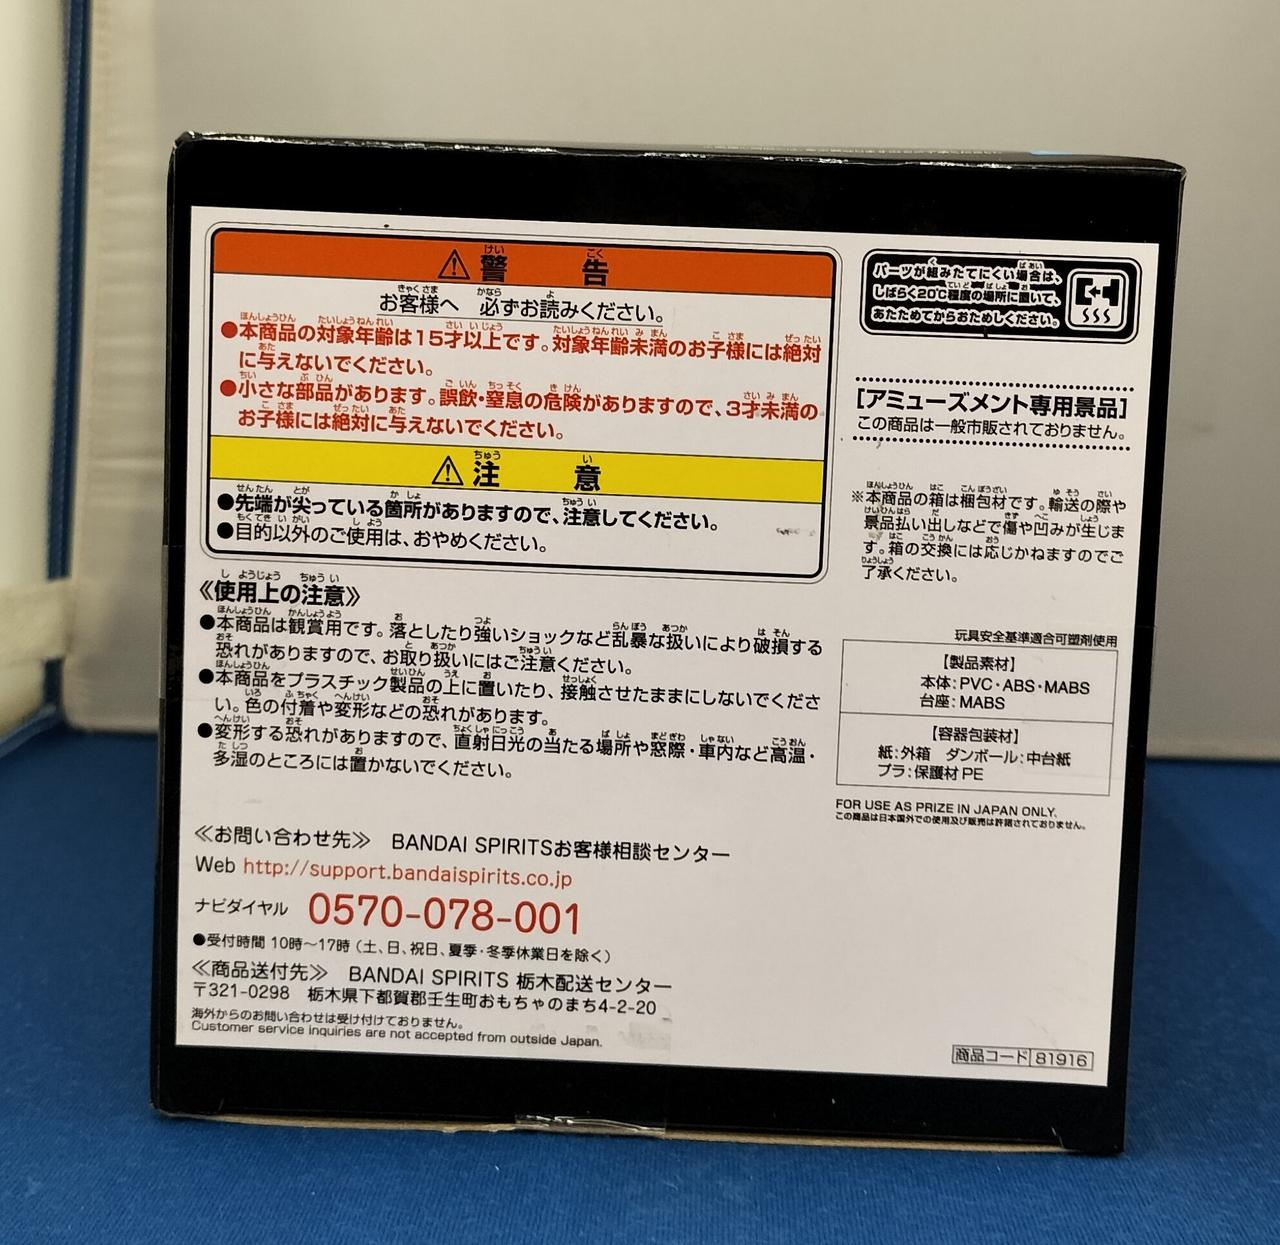 警告
お客様へ 必ずお読みください。
●本商品の対象年齢は15才以上です。対象年齢未満のお子様には絶対
に与えないでください。
●小さな部品があります。誤飲・窒息の危険がありますので、3才未満の
お子様には絶対に与えないでください。
注意
●先端が尖っている箇所がありますので、注意してください。
●目的以外のご使用は、おやめください。
《使用上の注意》
●本商品は観賞用です。落としたり強いショックなど乱暴な扱いにより破損する
恐れがありますので、お取り扱いにはご注意ください。
●本商品をプラスチック製品の上に置いたり、接触させたままにしないでくださ
い。色の付着や変形などの恐れがあります。
●変形する恐れがありますので、直射日光の当たる場所や窓際・車内など高温・
多湿のところには置かないでください。
≪お問い合わせ先≫ BANDAI SPIRITSお客様相談センター
Web http://support.bandaispirits.co.jp
ナビダイヤル 0570-078-001
●受付時間 10時~17時(土、日、祝日、夏季・冬季休業日を除く)
≪商品送付先≫ BANDAI SPIRITS 栃木配送センター
〒321-0298 栃木県下都賀郡壬生町おもちゃのまち4-2-20
海外からのお問い合わせは受け付けておりません。
Customer service inquiries are not accepted from outside Japan.
パーツが組みたてにくい場合は、
しばらく20℃程度の場所に置いて、
あたためてからおためしください。
[アミューズメント専用景品]
この商品は一般市販されておりません。
※本商品の箱は梱包材です。輸送の際や
景品払い出しなどで傷や凹みが生じま
す。箱の交換には応じかねますのでご
了承ください。
玩具安全基準適合可塑剤使用
【製品素材】
本体:PVC・ABS・MABS
台座:MABS
【容器包装材】
紙:外箱 ダンボール:中台紙
プラ:保護材PE
FOR USE AS PRIZE IN JAPAN ONLY.
この商品は日本国外での使用及び販売は許諾されておりません。
商品コード 81916